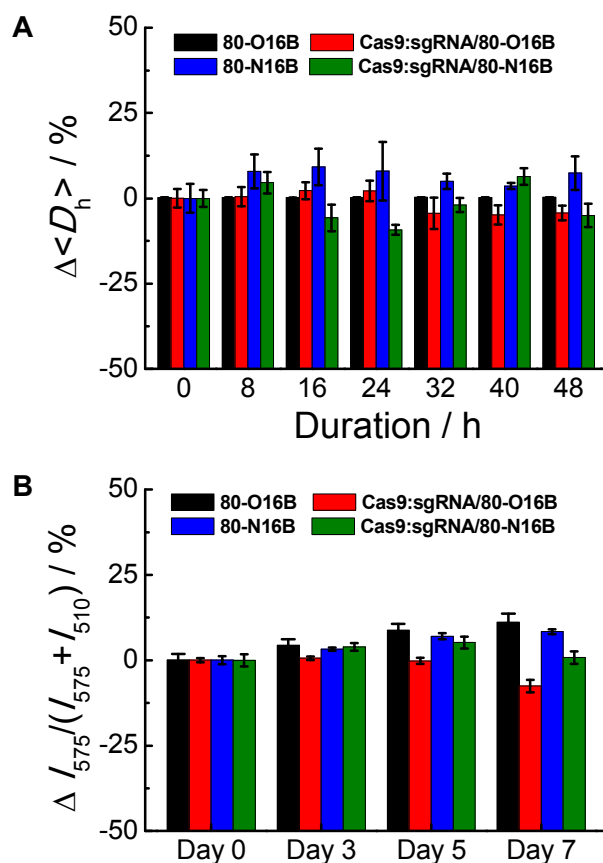 A
80-O16B Cas9:sgRNA/80-O16B
80-N16B Cas9:sgRNA/80-N16B
Δ<Dh> / %
50
25
0
-25
-50
0 8 16 24 32 40 48
Duration / h
B
80-O16B Cas9:sgRNA/80-O16B
80-N16B Cas9:sgRNA/80-N16B
Δ I575/(I575+I510) / %
50
25
0
-25
-50
Day 0 Day 3 Day 5 Day 7